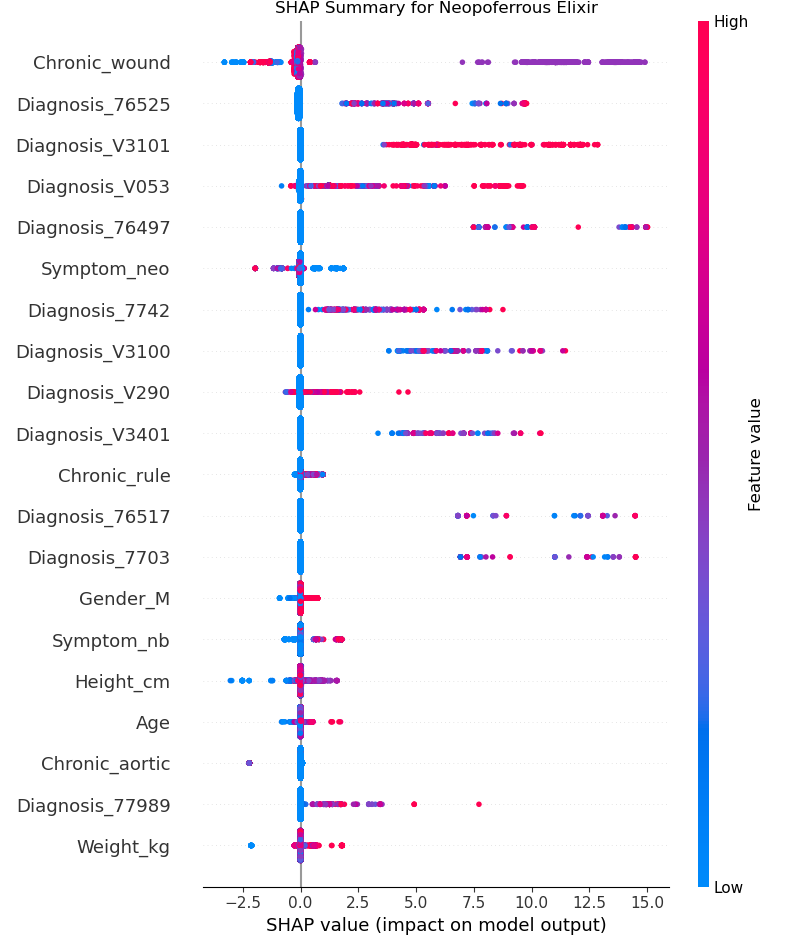 SHAP Summary for Neopoferrous Elixir
High
Chronic_wound
Diagnosis_76525
Diagnosis_V3101
Diagnosis_V053
Diagnosis_76497
Symptom_neo
Diagnosis_7742
Diagnosis_V3100
Diagnosis_V290
Diagnosis_V3401
Chronic_rule
Diagnosis_76517
Diagnosis_7703
Gender_M
Symptom_nb
Height_cm
Age
Chronic_aortic
Diagnosis_77989
Weight_kg
Feature value
Low
−2.5 0.0 2.5 5.0 7.5 10.0 12.5 15.0
SHAP value (impact on model output)